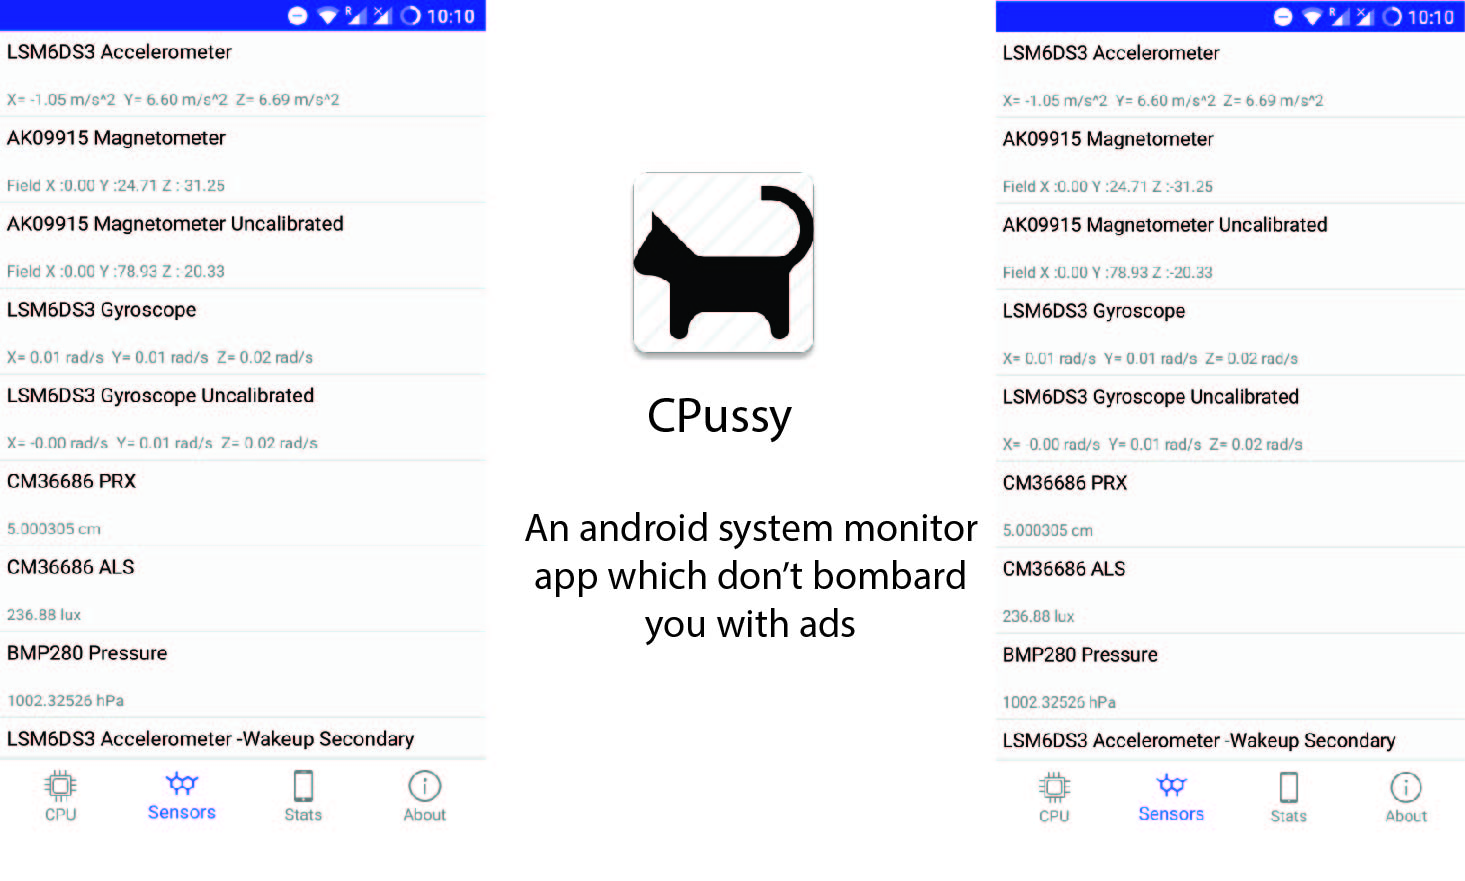 R 10:10
LSM6DS3 Accelerometer
X= -1.05 m/s^2 Y= 6.60 m/s^2 Z= 6.69 m/s^2
AK09915 Magnetometer
Field X :0.00 Y :24.71 Z : 31.25
AK09915 Magnetometer Uncalibrated
Field X :0.00 Y :78.93 Z : 20.33
LSM6DS3 Gyroscope
X= 0.01 rad/s Y= 0.01 rad/s Z= 0.02 rad/s
LSM6DS3 Gyroscope Uncalibrated
X= -0.00 rad/s Y= 0.01 rad/s Z= 0.02 rad/s
CM36686 PRX
5.000305 cm
CM36686 ALS
236.88 lux
BMP280 Pressure
1002.32526 hPa
LSM6DS3 Accelerometer -Wakeup Secondary
CPU Sensors Stats About
CPussy
An android system monitor
app which don't bombard
you with ads
R 10:10
LSM6DS3 Accelerometer
X= -1.05 m/s^2 Y= 6.60 m/s^2 Z= 6.69 m/s^2
AK09915 Magnetometer
Field X :0.00 Y :24.71 Z :-31.25
AK09915 Magnetometer Uncalibrated
Field X :0.00 Y :78.93 Z :-20.33
LSM6DS3 Gyroscope
X= 0.01 rad/s Y= 0.01 rad/s Z= 0.02 rad/s
LSM6DS3 Gyroscope Uncalibrated
X= -0.00 rad/s Y= 0.01 rad/s Z= 0.02 rad/s
CM36686 PRX
5.000305 cm
CM36686 ALS
236.88 lux
BMP280 Pressure
1002.32526 hPa
LSM6DS3 Accelerometer -Wakeup Secondary
CPU Sensors Stats About